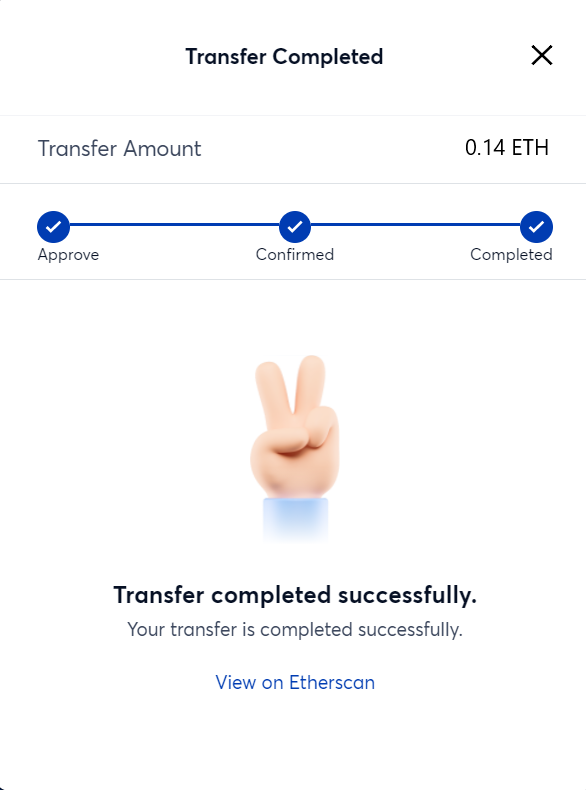 Transfer Completed
Transfer Amount 0.14 ETH
Approve Confirmed Completed
Transfer completed successfully.
Your transfer is completed successfully.
View on Etherscan